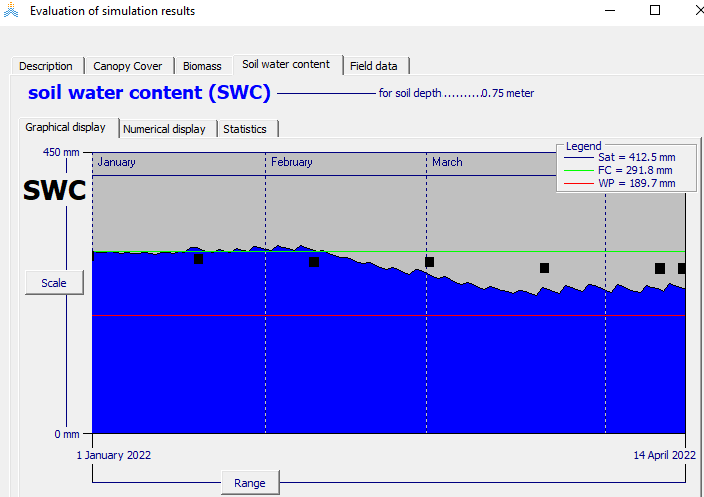 Evaluation of simulation results
Description Canopy Cover Biomass Soil water content Field data
soil water content (SWC) for soil depth ..........0.75 meter
Graphical display Numerical display Statistics
450 mm
January February March
Legend
Sat = 412.5 mm
FC = 291.8 mm
WP = 189.7 mm
SWC
Scale
0 mm
1 January 2022 14 April 2022
Range